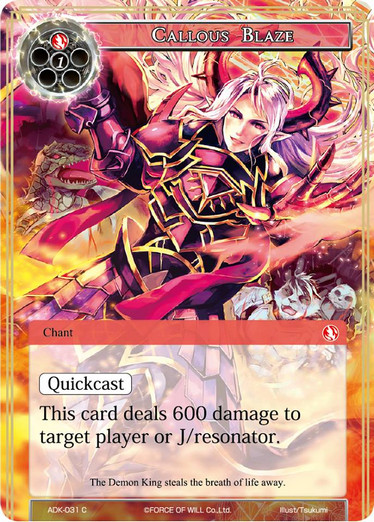 Callous Blaze
1
Chant
Quickcast
This card deals 600 damage to
target player or J/resonator.
The Demon King steals the breath of life away.
ADK-031 C ©FORCE OF WILL Co.,Ltd. Illust/Tsukumi